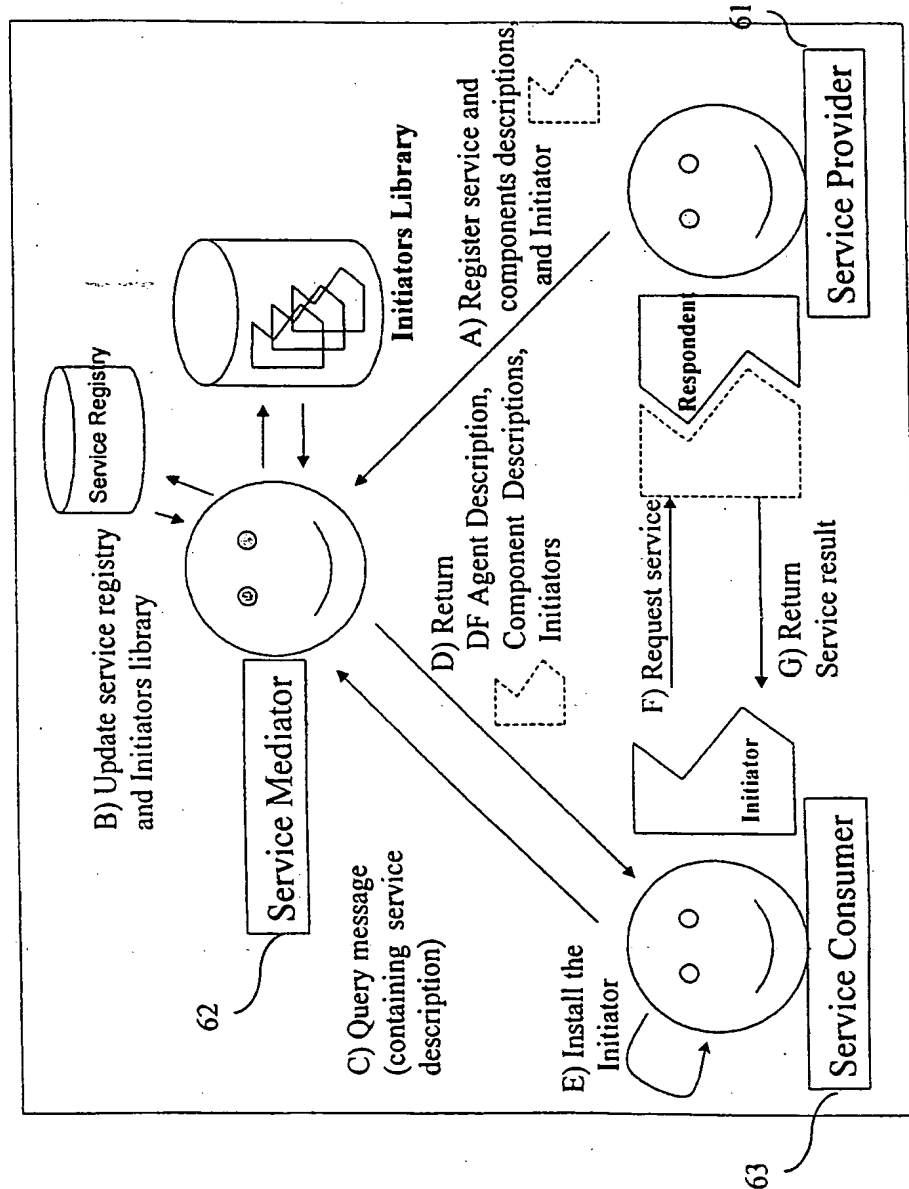 B) Update service registry
and Initiators library
Service Registry
62
Service Mediator
Initiators Library
C) Query message
(containing service
description)
D) Return
DF Agent Description,
Component Descriptions,
Initiators
A) Register service and
components descriptions,
and Initiator
E) Install the
Initiator
F) Request service
Initiator
Respondent
G) Return
Service result
63
Service Consumer
Service Provider
61